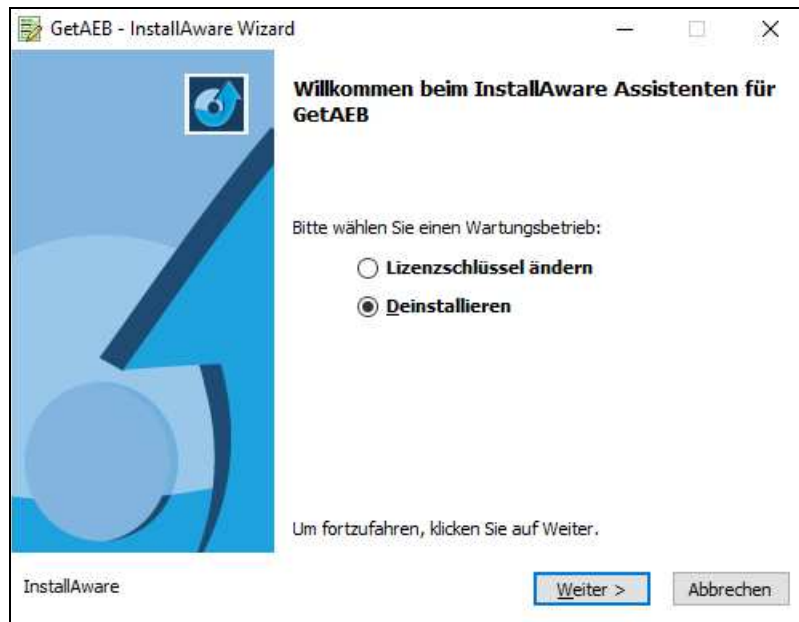 GetAEB - InstallAware Wizard
Willkommen beim InstallAware Assistenten für
GetAEB
Bitte wählen Sie einen Wartungsbetrieb:
Lizenzschlüssel ändern
Deinstallieren
Um fortzufahren, klicken Sie auf Weiter.
InstallAware
Weiter >
Abbrechen